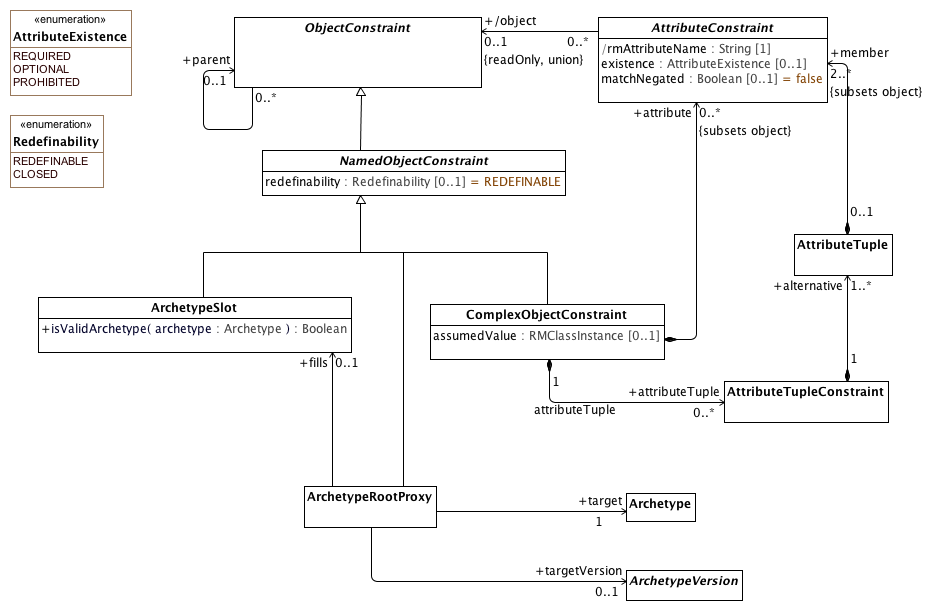 «enumeration»
AttributeExistence
REQUIRED
OPTIONAL
PROHIBITED
«enumeration»
Redefinability
REDEFINABLE
CLOSED
ObjectConstraint
+parent
0..1
0..*
+/object
0..1
0..*
{readOnly, union}
AttributeConstraint
/rmAttributeName : String [1]
existence : AttributeExistence [0..1]
matchNegated : Boolean [0..1] = false
+member
2..*
{subsets object}
+attribute
0..*
{subsets object}
NamedObjectConstraint
redefinability : Redefinability [0..1] = REDEFINABLE
0..1
AttributeTuple
+alternative
1..*
ArchetypeSlot
+isValidArchetype( archetype : Archetype ) : Boolean
ComplexObjectConstraint
assumedValue : RMClassInstance [0..1]
+fills
0..1
1
1
attributeTuple
+attributeTuple
0..*
AttributeTupleConstraint
ArchetypeRootProxy
+target
1
Archetype
+targetVersion
0..1
ArchetypeVersion